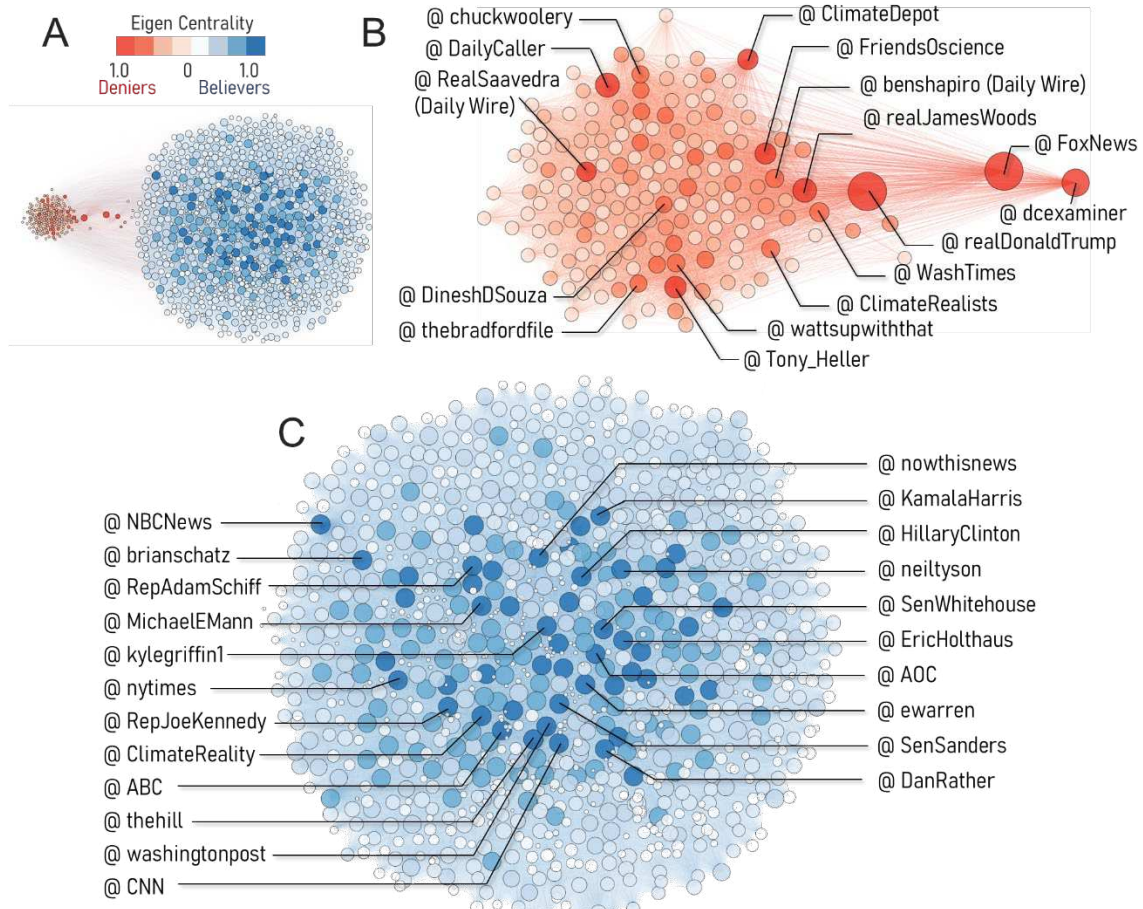 A
Eigen Centrality
1.0 0 1.0
Deniers Believers
B
@ chuckwoolery
@ DailyCaller
@ RealSaavedra
(Daily Wire)
@ ClimateDepot
@ FriendsOscience
@ benshapiro (Daily Wire)
@ realJamesWoods
@ FoxNews
@ dcexaminer
@ realDonaldTrump
@ WashTimes
@ ClimateRealists
@ wattsupwiththat
@ Tony_Heller
@ DineshDSouza
@ thebradfordfile
C
@ NBCNews
@ brianschatz
@ RepAdamSchiff
@ MichaelEMann
@ kylegriffin1
@ nytimes
@ RepJoeKennedy
@ ClimateReality
@ ABC
@ thehill
@ washingtonpost
@ CNN
@ nowthisnews
@ KamalaHarris
@ HillaryClinton
@ neiltyson
@ SenWhitehouse
@ EricHolthaus
@ AOC
@ ewarren
@ SenSanders
@ DanRather